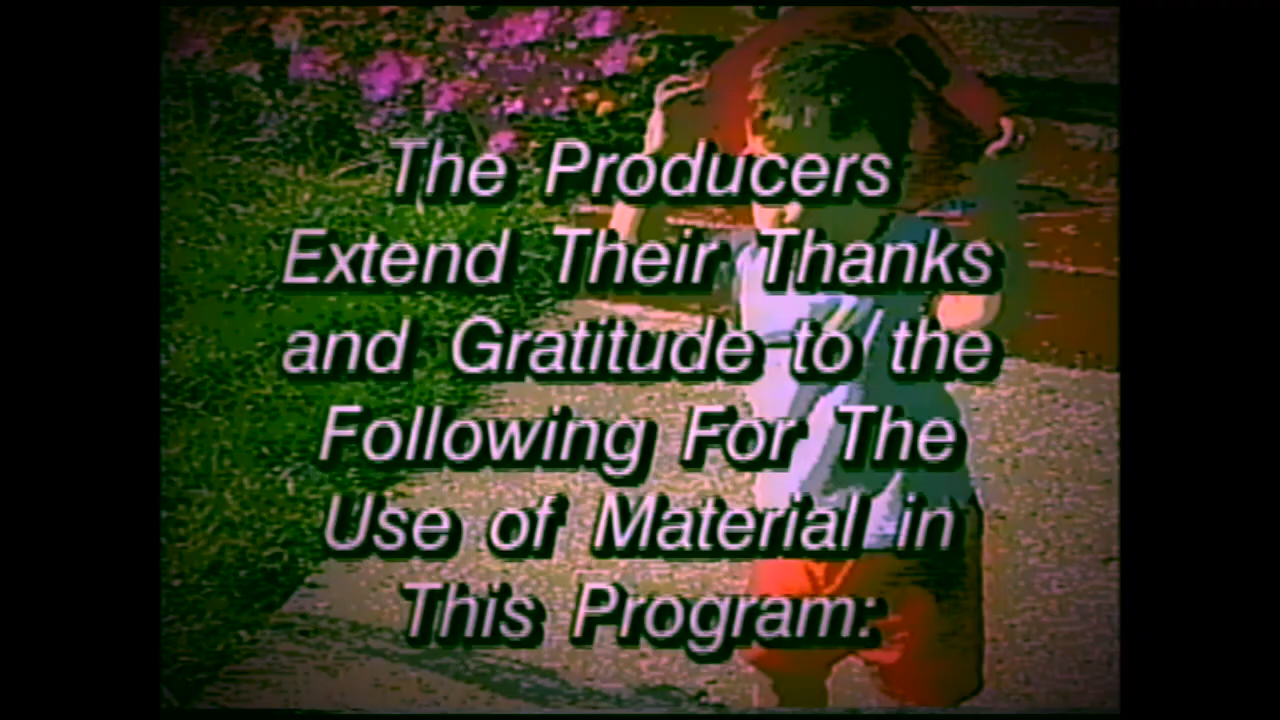 The Producers
Extend Their Thanks
and Gratitude to the
Following For The
Use of Material in
This Program: